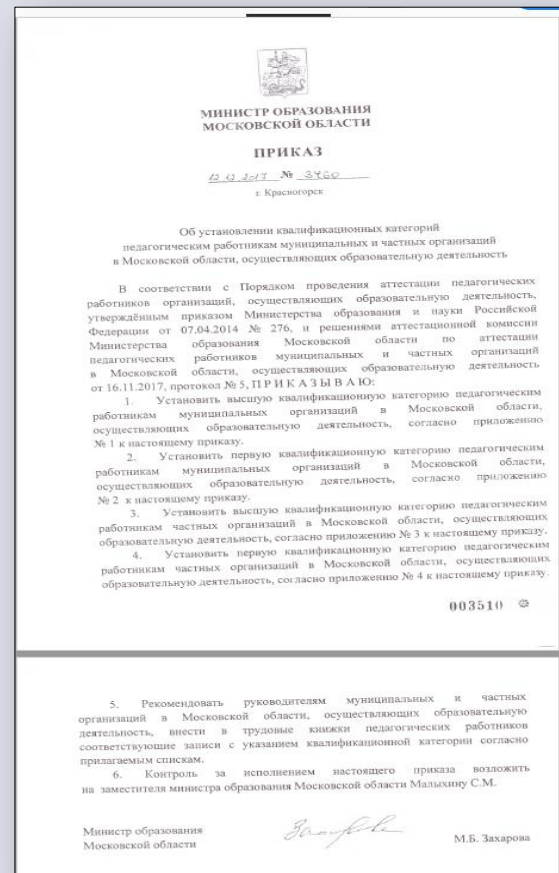 МИНИСТР ОБРАЗОВАНИЯ
МОСКОВСКОЙ ОБЛАСТИ
ПРИКАЗ
12.12.2017 № 3460
г. Красногорск
Об установлении квалификационных категорий
педагогическим работникам муниципальных и частных организаций
в Московской области, осуществляющих образовательную деятельность
В соответствии с Порядком проведения аттестации педагогических
работников организаций, осуществляющих образовательную деятельность,
утверждённым приказом Министерства образования и науки Российской
Федерации от 07.04.2014 № 276, и решениями аттестационной комиссии
Министерства образования Московской области по аттестации
педагогических работников муниципальных и частных организаций
в Московской области, осуществляющих образовательную деятельность
от 16.11.2017, протокол № 5, П Р И К А З Ы В А Ю:
1. Установить высшую квалификационную категорию педагогическим
работникам муниципальных организаций в Московской области,
осуществляющих образовательную деятельность, согласно приложению
№ 1 к настоящему приказу.
2. Установить первую квалификационную категорию педагогическим
работникам муниципальных организаций в Московской области,
осуществляющих образовательную деятельность, согласно приложению
№ 2 к настоящему приказу.
3. Установить высшую квалификационную категорию педагогическим
работникам частных организаций в Московской области, осуществляющих
образовательную деятельность, согласно приложению № 3 к настоящему приказу.
4. Установить первую квалификационную категорию педагогическим
работникам частных организаций в Московской области, осуществляющих
образовательную деятельность, согласно приложению № 4 к настоящему приказу.
003510
5. Рекомендовать руководителям муниципальных и частных
организаций в Московской области, осуществляющих образовательную
деятельность, внести в трудовые книжки педагогических работников
соответствующие записи с указанием квалификационной категории согласно
прилагаемым спискам.
6. Контроль за исполнением настоящего приказа возложить
на заместителя министра образования Московской области Малыхину С.М.
Министр образования
Московской области
М.Б. Захарова